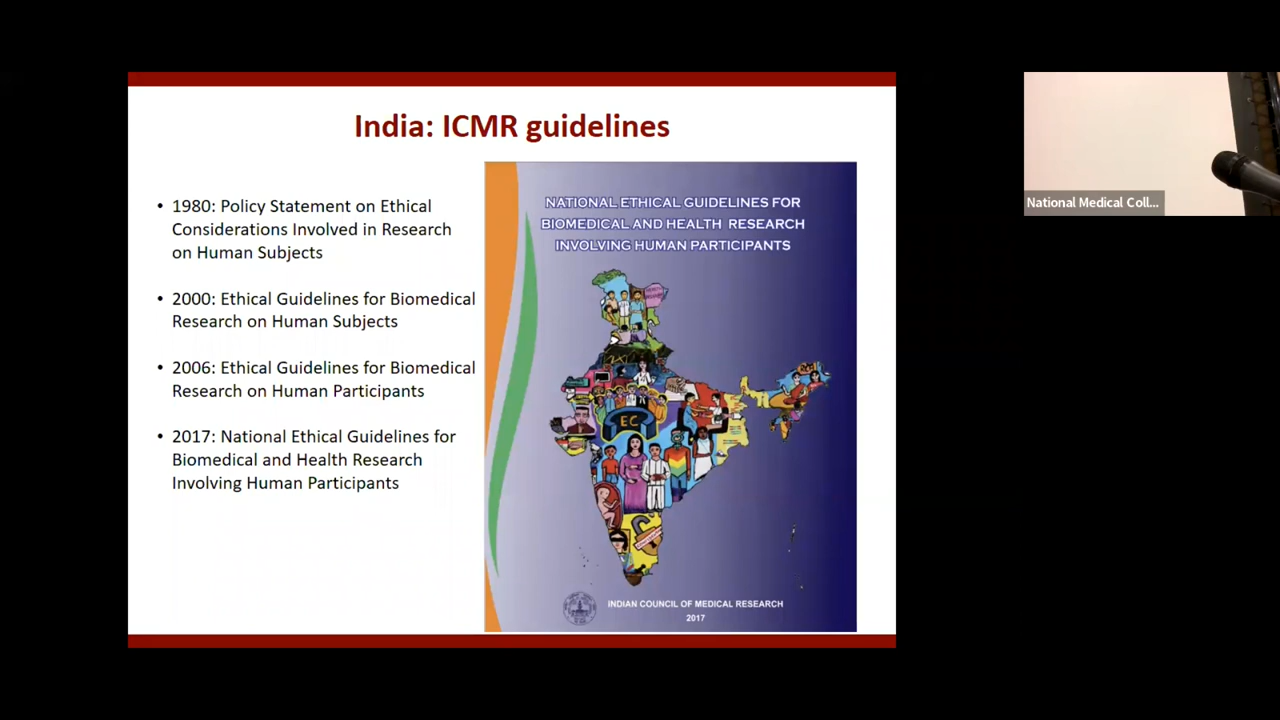 India: ICMR guidelines
• 1980: Policy Statement on Ethical
Considerations Involved in Research
on Human Subjects
• 2000: Ethical Guidelines for Biomedical
Research on Human Subjects
• 2006: Ethical Guidelines for Biomedical
Research on Human Participants
• 2017: National Ethical Guidelines for
Biomedical and Health Research
Involving Human Participants
NATIONAL ETHICAL GUIDELINES FOR
BIOMEDICAL AND HEALTH RESEARCH
INVOLVING HUMAN PARTICIPANTS
EC
INDIAN COUNCIL OF MEDICAL RESEARCH
2017
National Medical Coll...